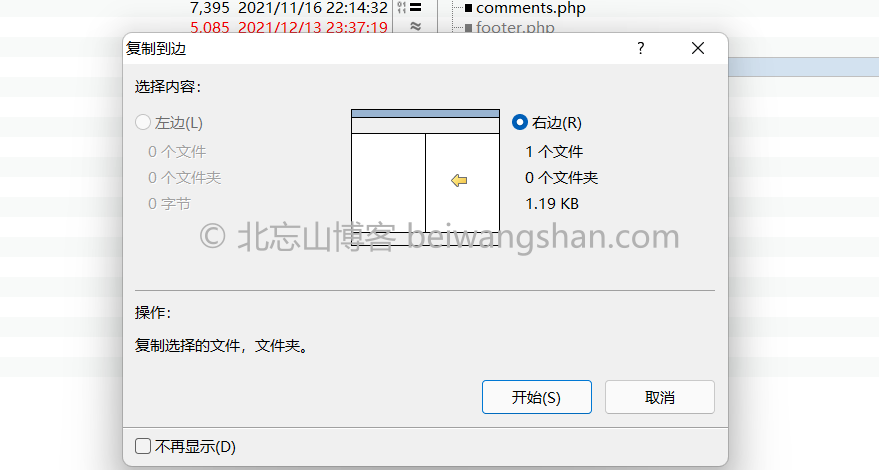 7,395 2021/11/16 22:14:32 comments.php
5,085 2021/12/13 23:37:19 ≈ footer.php
复制到边 ?
选择内容：
左边(L) 右边(R)
0 个文件 1 个文件
0 个文件夹 0 个文件夹
0 字节 1.19 KB
© 北忘山博客 beiwangshan.com
操作：
复制选择的文件，文件夹。
开始(S) 取消
不再显示(D)